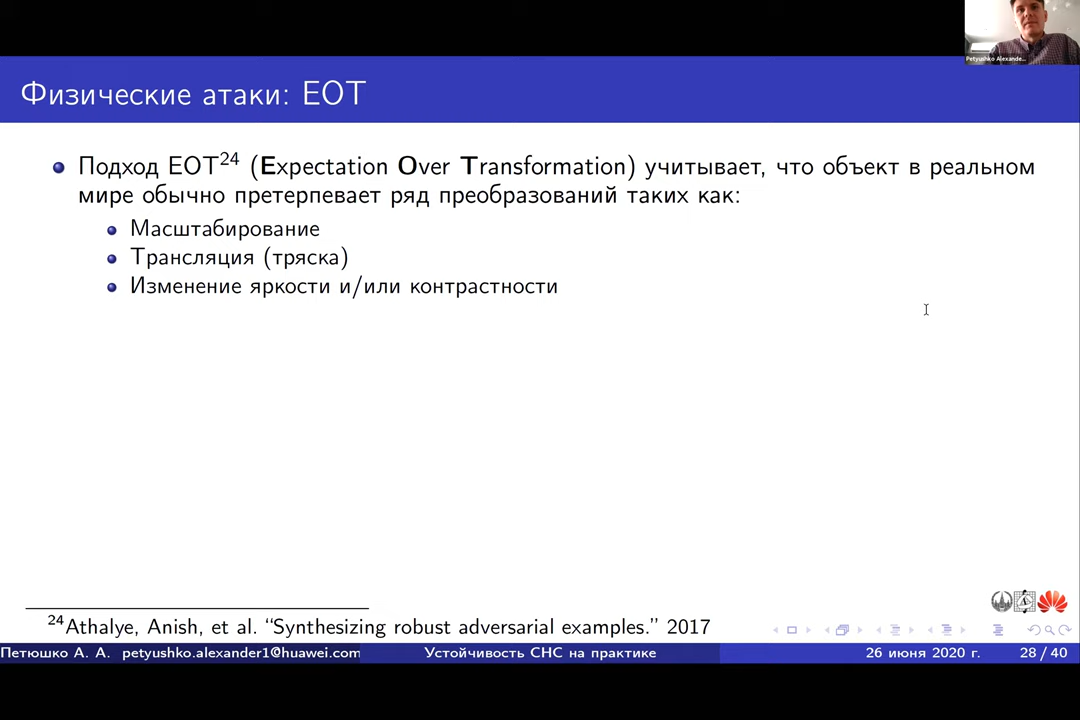 Petyushko Alexande...
Физические атаки: EOT
Подход EOT24 (Expectation Over Transformation) учитывает, что объект в реальном
мире обычно претерпевает ряд преобразований таких как:
Масштабирование
Трансляция (тряска)
Изменение яркости и/или контрастности
24Athalye, Anish, et al. “Synthesizing robust adversarial examples.” 2017
Петюшко А. А. petyushko.alexander1@huawei.com Устойчивость СНС на практике 26 июня 2020 г. 28 / 40